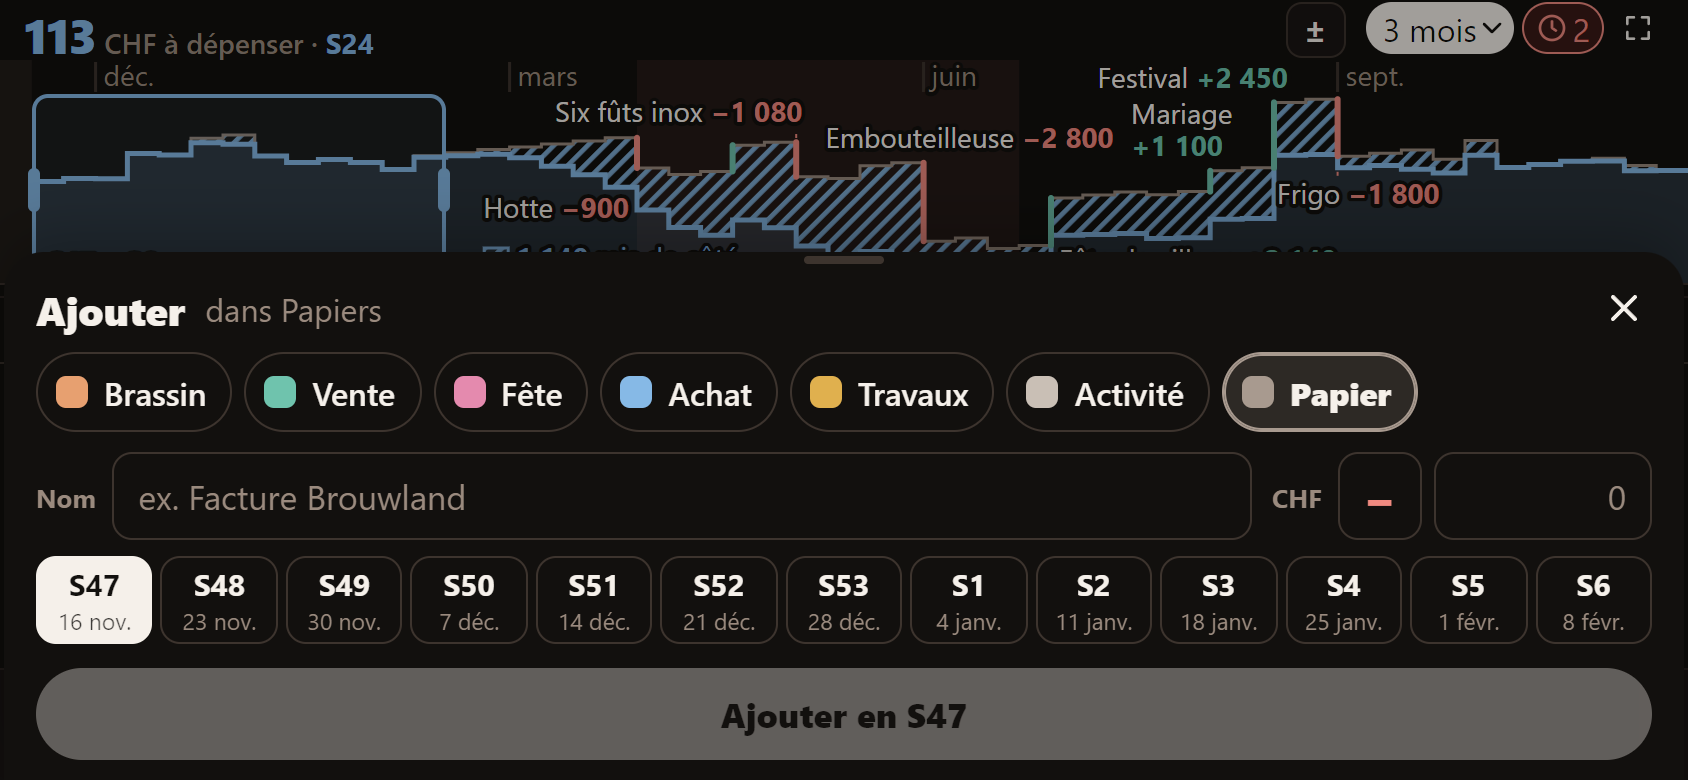 113 CHF à dépenser · S24
±
3 mois
2
déc.
mars
juin
sept.
Festival +2 450
Six fûts inox −1 080
Mariage
+1 100
Embouteilleuse −2 800
Hotte −900
Frigo −1 800
Ajouter dans Papiers
Brassin
Vente
Fête
Achat
Travaux
Activité
Papier
Nom
ex. Facture Brouwland
CHF
−
0
S47
16 nov.
S48
23 nov.
S49
30 nov.
S50
7 déc.
S51
14 déc.
S52
21 déc.
S53
28 déc.
S1
4 janv.
S2
11 janv.
S3
18 janv.
S4
25 janv.
S5
1 févr.
S6
8 févr.
Ajouter en S47